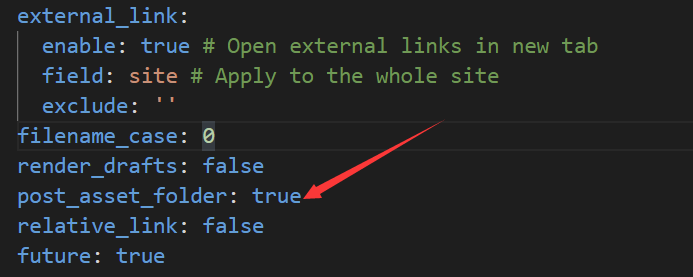 external_link:
  enable: true # Open external links in new tab
  field: site # Apply to the whole site
  exclude: ''
filename_case: 0
render_drafts: false
post_asset_folder: true
relative_link: false
future: true